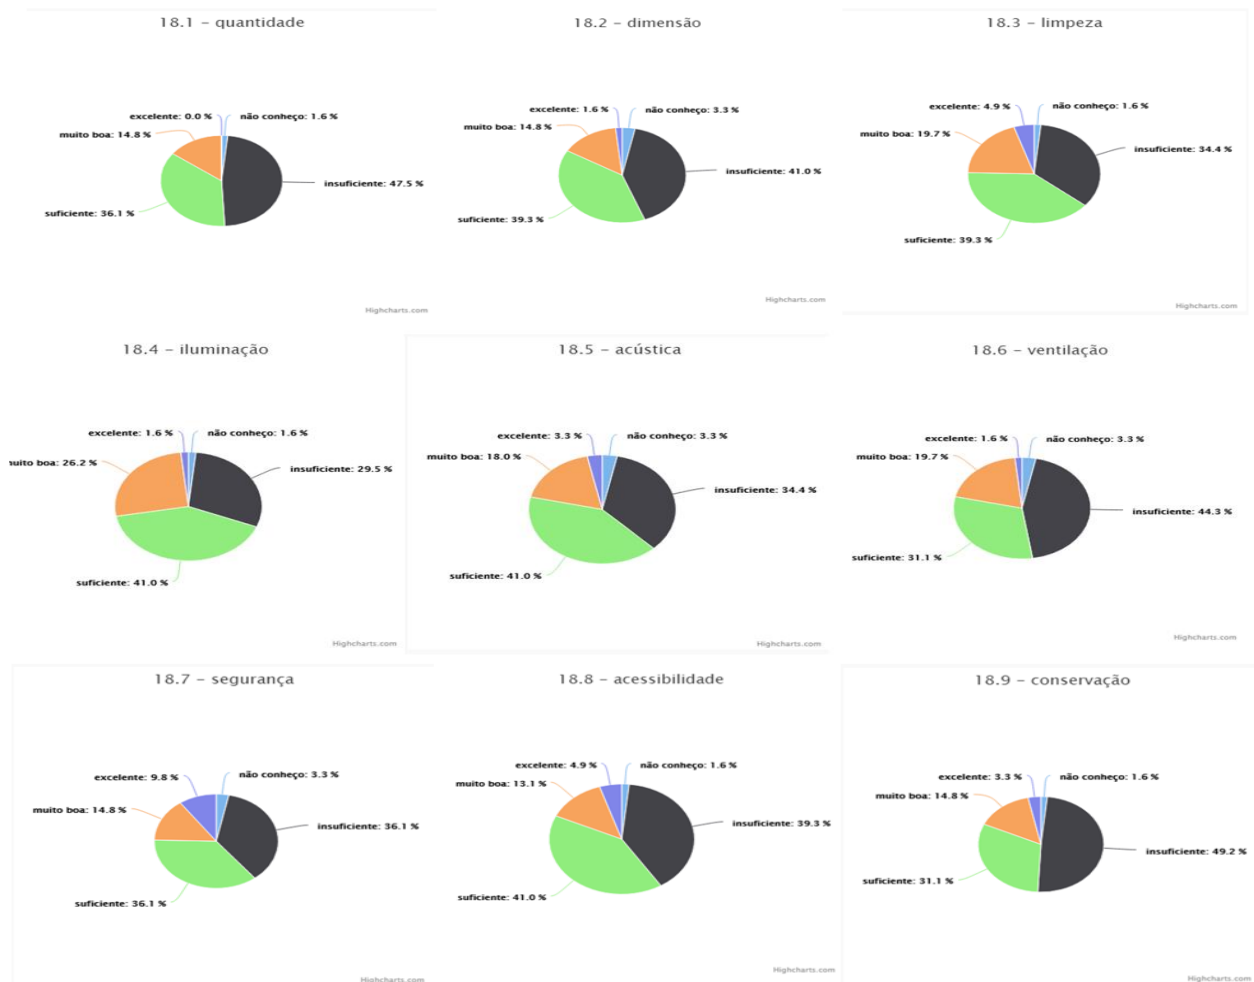 18.1 - quantidade
excelente: 0.0 %
não conheço: 1.6 %
muito boa: 14.8 %
insuficiente: 47.5 %
suficiente: 36.1 %
Highcharts.com
18.2 - dimensão
excelente: 1.6 %
não conheço: 3.3 %
muito boa: 14.8 %
insuficiente: 41.0 %
suficiente: 39.3 %
Highcharts.com
18.3 - limpeza
excelente: 4.9 %
não conheço: 1.6 %
muito boa: 19.7 %
insuficiente: 34.4 %
suficiente: 39.3 %
Highcharts.com
18.4 - iluminação
excelente: 1.6 %
não conheço: 1.6 %
nuito boa: 26.2 %
insuficiente: 29.5 %
suficiente: 41.0 %
Highcharts.com
18.5 - acústica
excelente: 3.3 %
não conheço: 3.3 %
muito boa: 18.0 %
insuficiente: 34.4 %
suficiente: 41.0 %
Highcharts.com
18.6 - ventilação
excelente: 1.6 %
não conheço: 3.3 %
muito boa: 19.7 %
insuficiente: 44.3 %
suficiente: 31.1 %
Highcharts.com
18.7 - segurança
excelente: 9.8 %
não conheço: 3.3 %
muito boa: 14.8 %
insuficiente: 36.1 %
suficiente: 36.1 %
Highcharts.com
18.8 - acessibilidade
excelente: 4.9 %
não conheço: 1.6 %
muito boa: 13.1 %
insuficiente: 39.3 %
suficiente: 41.0 %
Highcharts.com
18.9 - conservação
excelente: 3.3 %
não conheço: 1.6 %
muito boa: 14.8 %
insuficiente: 49.2 %
suficiente: 31.1 %
Highcharts.com